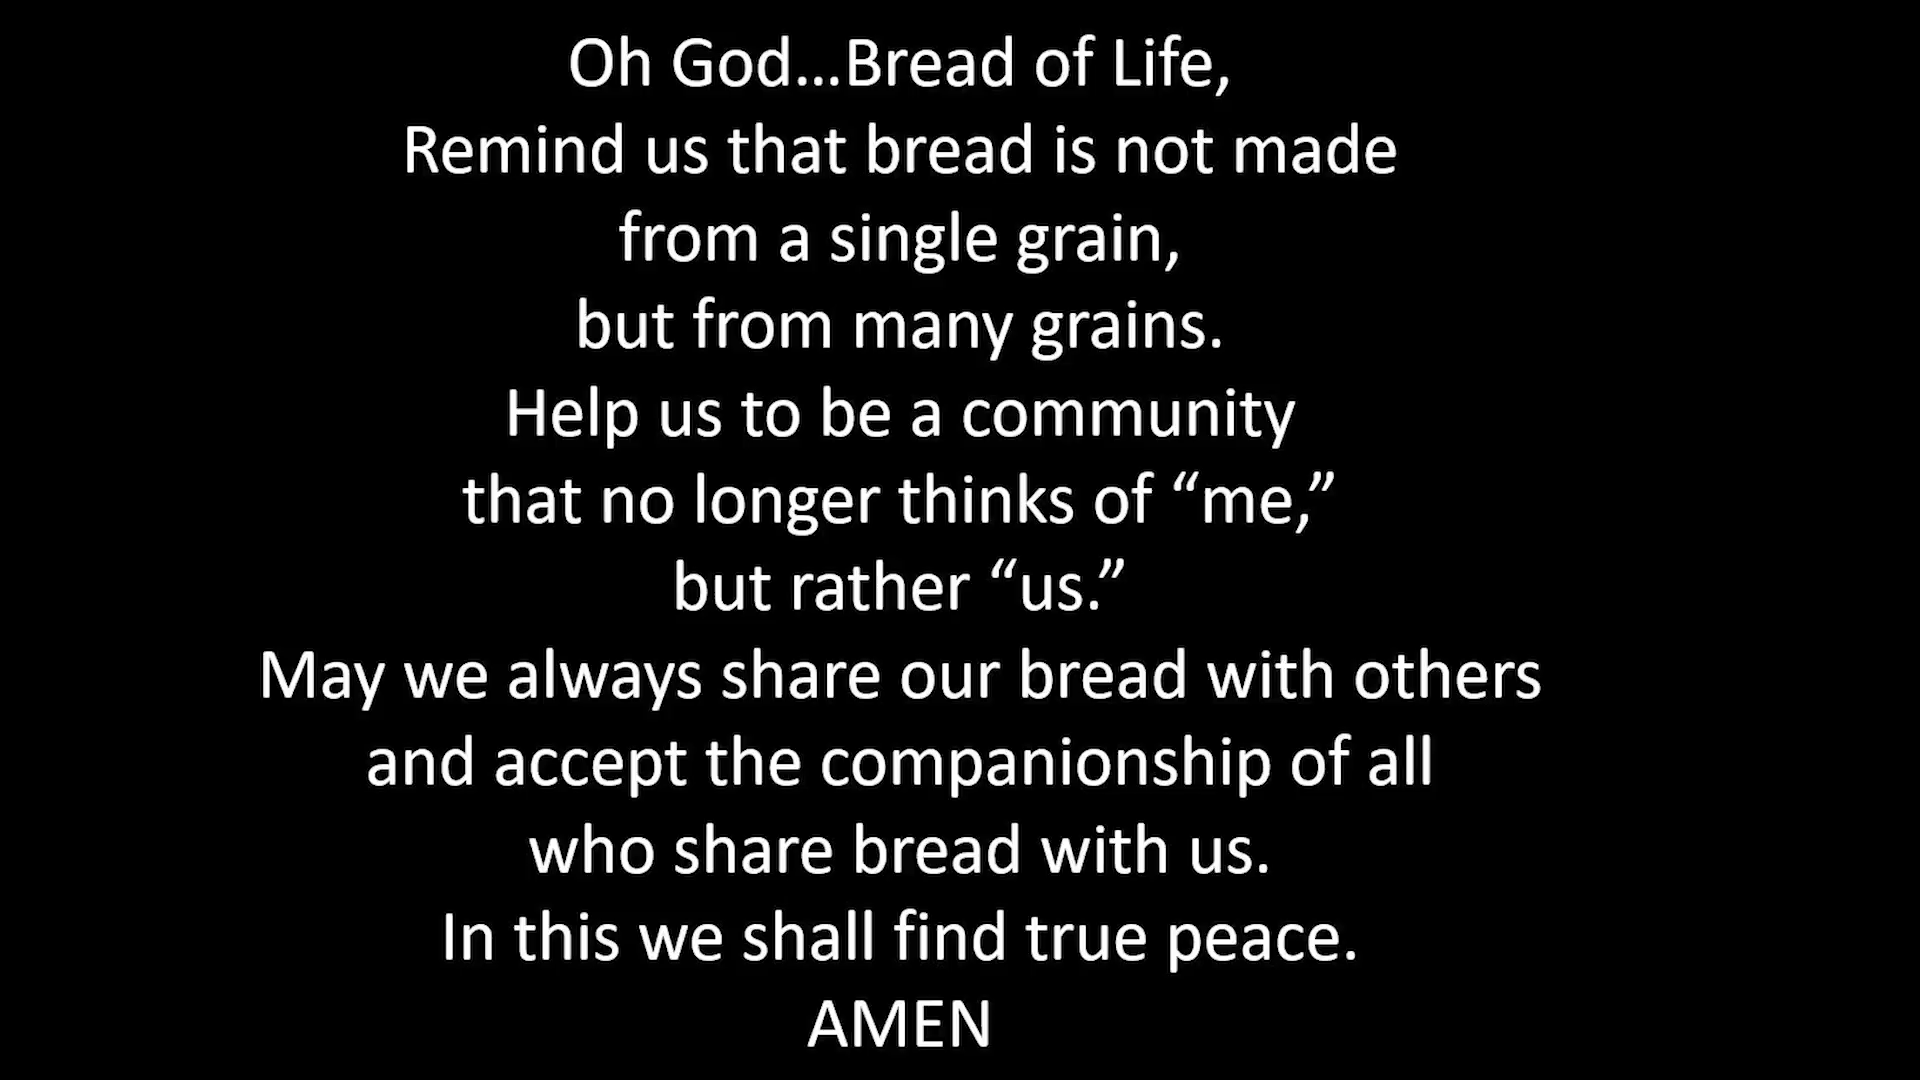 Oh God...Bread of Life,
Remind us that bread is not made
from a single grain,
but from many grains.
Help us to be a community
that no longer thinks of “me,”
but rather “us.”
May we always share our bread with others
and accept the companionship of all
who share bread with us.
In this we shall find true peace.
AMEN